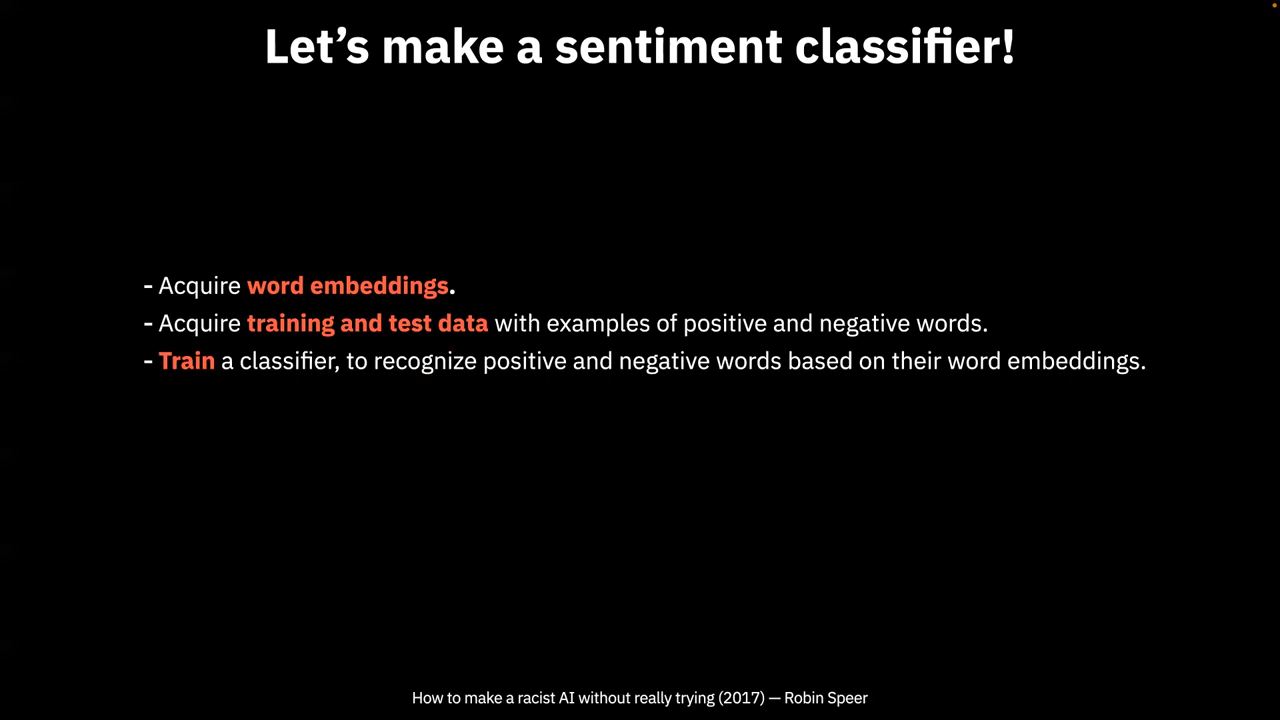 Let’s make a sentiment classifier!
- Acquire word embeddings.
- Acquire training and test data with examples of positive and negative words.
- Train a classifier, to recognize positive and negative words based on their word embeddings.
How to make a racist AI without really trying (2017) — Robin Speer